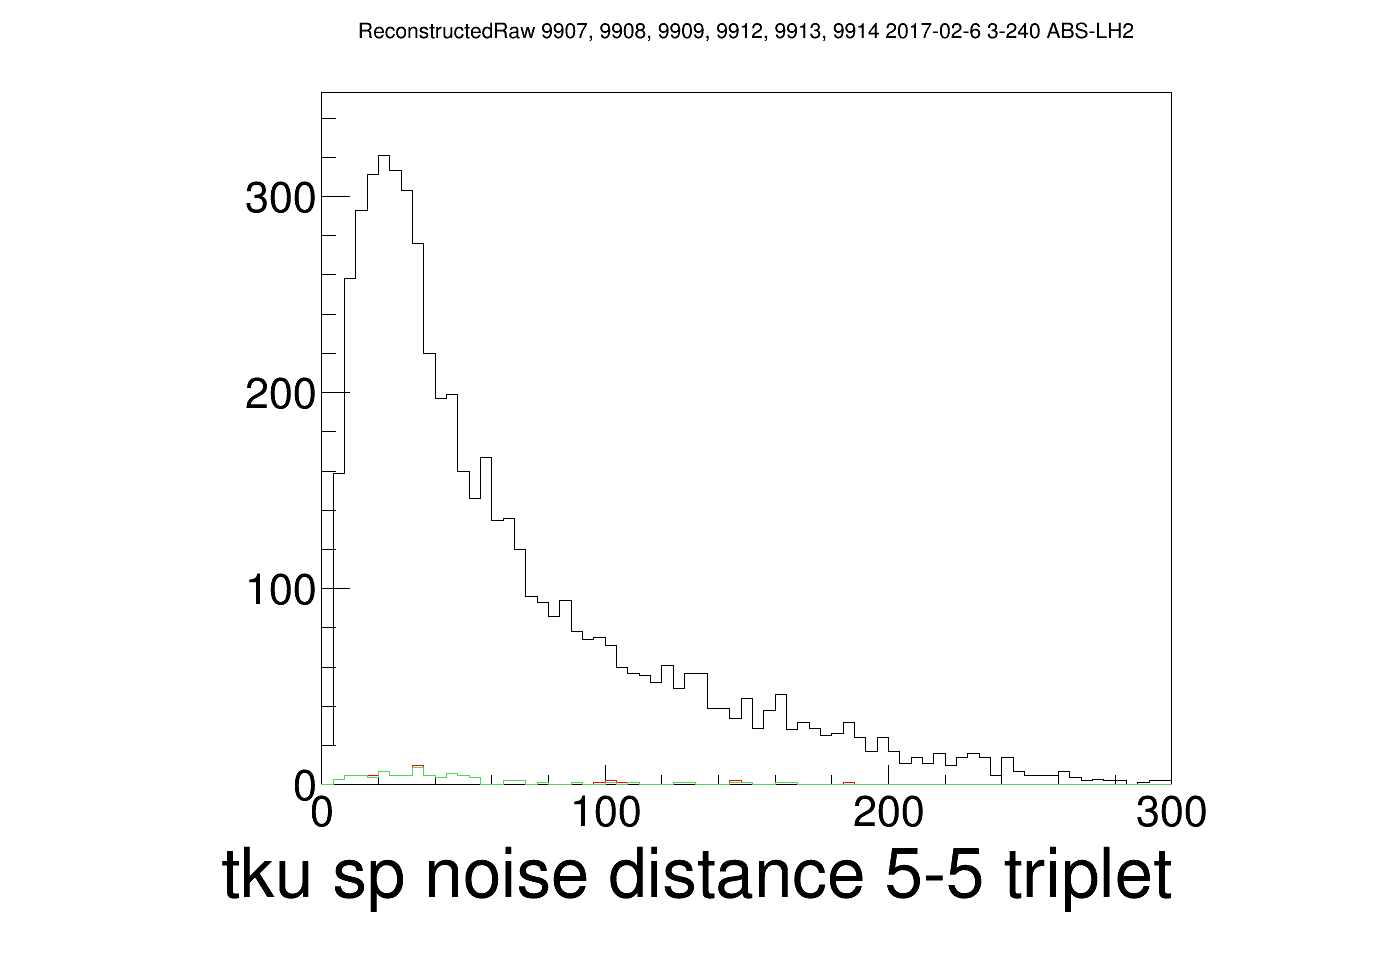 ReconstructedRaw 9907, 9908, 9909, 9912, 9913, 9914 2017-02-6 3-240 ABS-LH2
300
200
100
0
0 100 200 300
tku sp noise distance 5-5 triplet